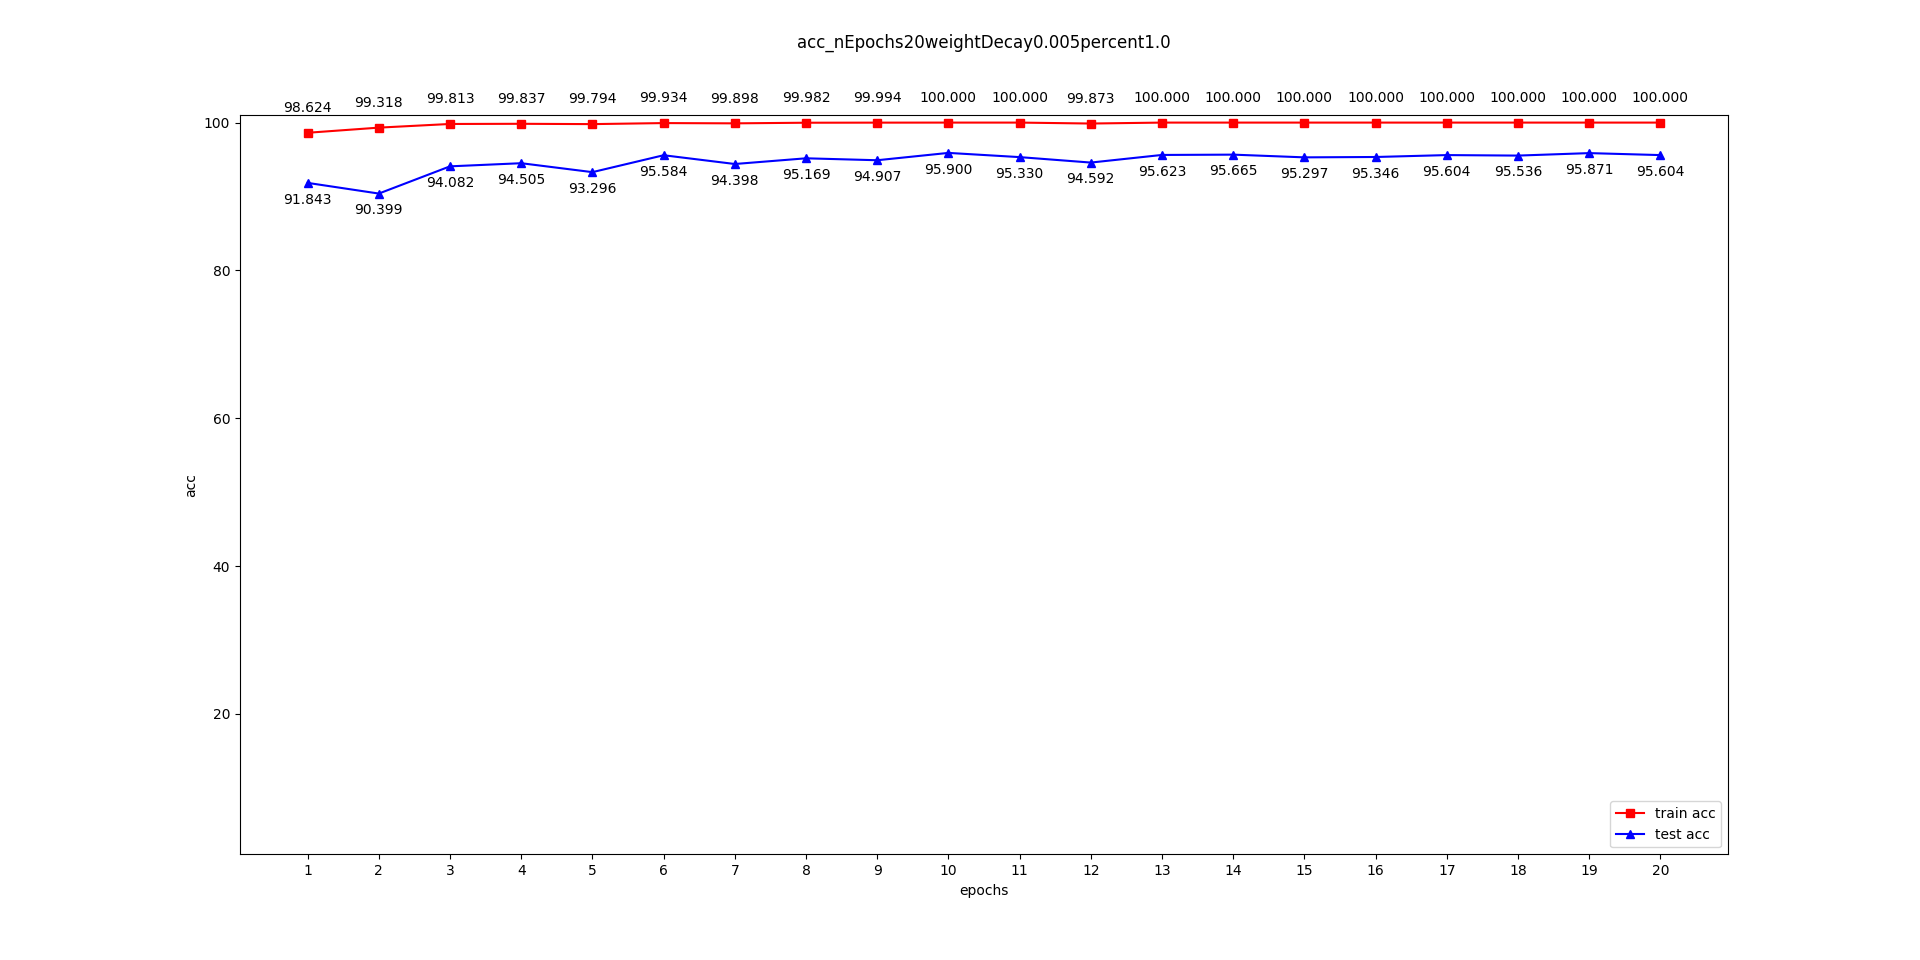 acc_nEpochs20weightDecay0.005percent1.0
98.624 99.318 99.813 99.837 99.794 99.934 99.898 99.982 99.994 100.000 100.000 99.873 100.000 100.000 100.000 100.000 100.000 100.000 100.000 100.000
100
91.843 90.399 94.082 94.505 93.296 95.584 94.398 95.169 94.907 95.900 95.330 94.592 95.623 95.665 95.297 95.346 95.604 95.536 95.871 95.604
80
60
acc
40
20
train acc
test acc
1 2 3 4 5 6 7 8 9 10 11 12 13 14 15 16 17 18 19 20
epochs